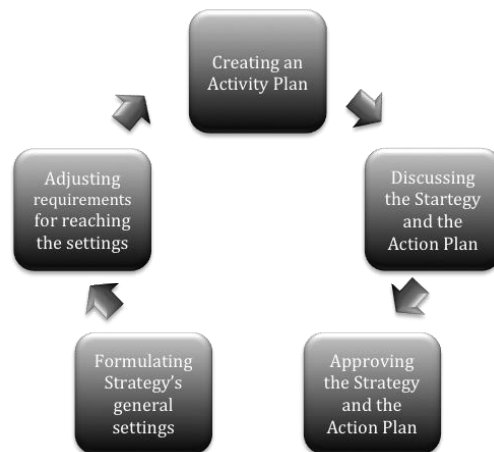 Creating an
Activity Plan
Adjusting
requirements
for reaching
the settings
Discussing
the Startegy
and the
Action Plan
Formulating
Strategy's
general
settings
Approving
the Strategy
and the
Action Plan